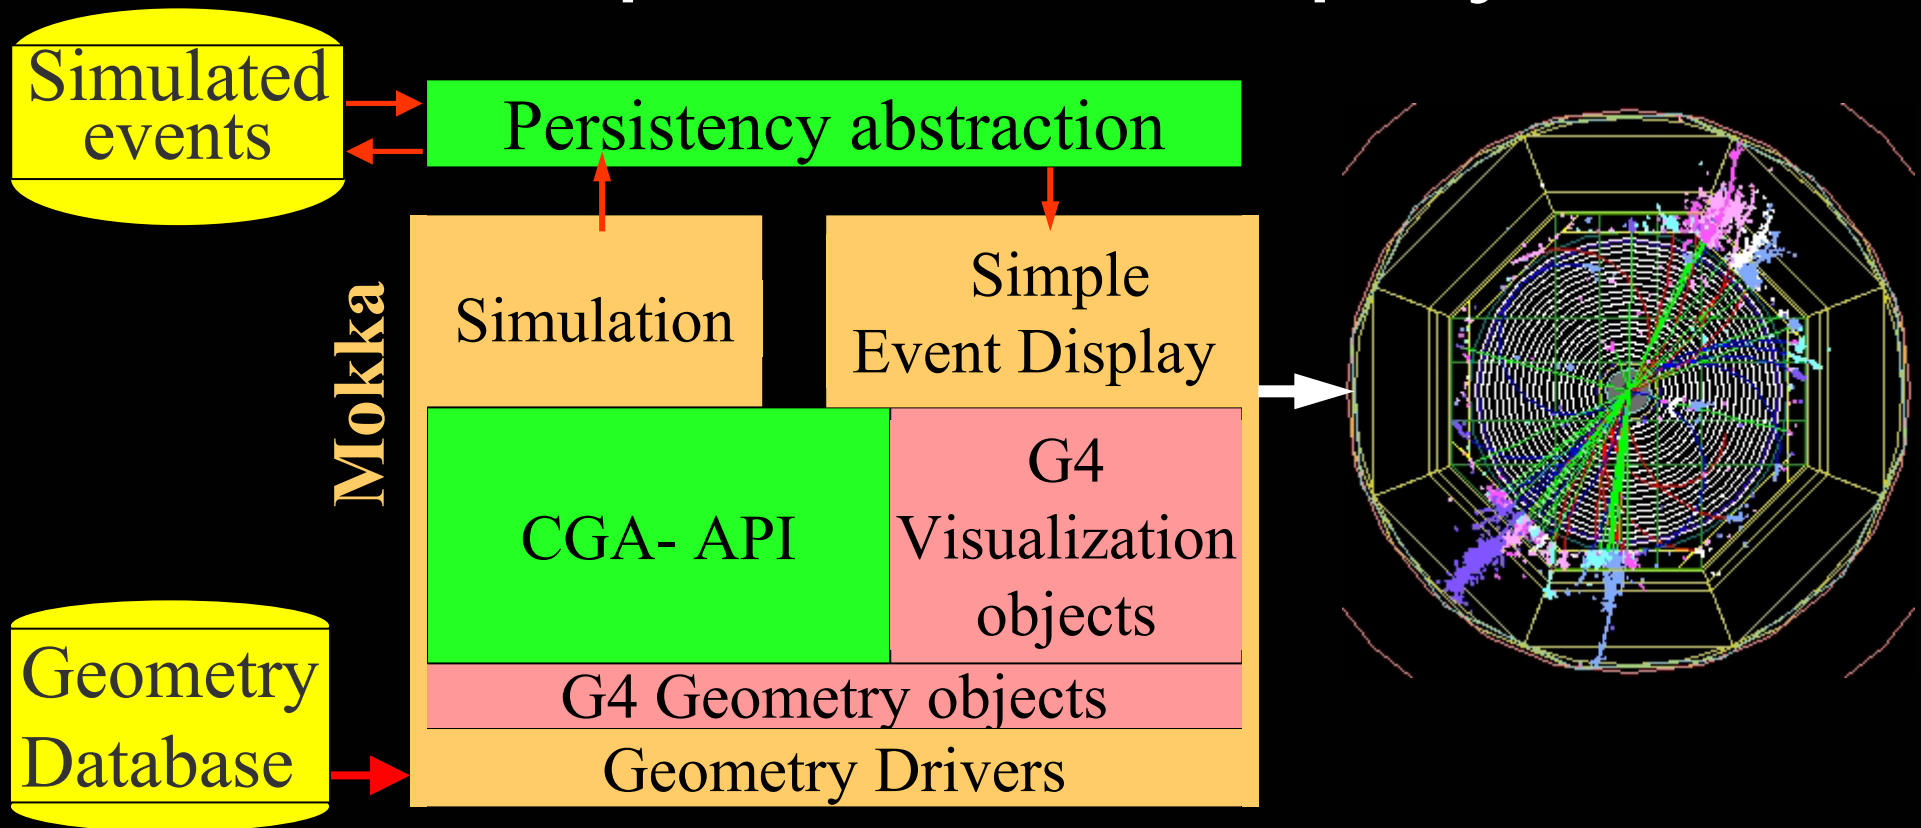 Simulated
events
Persistency abstraction
Mokka
Simulation
Simple
Event Display
CGA- API
G4
Visualization
objects
G4 Geometry objects
Geometry Drivers
Geometry
Database